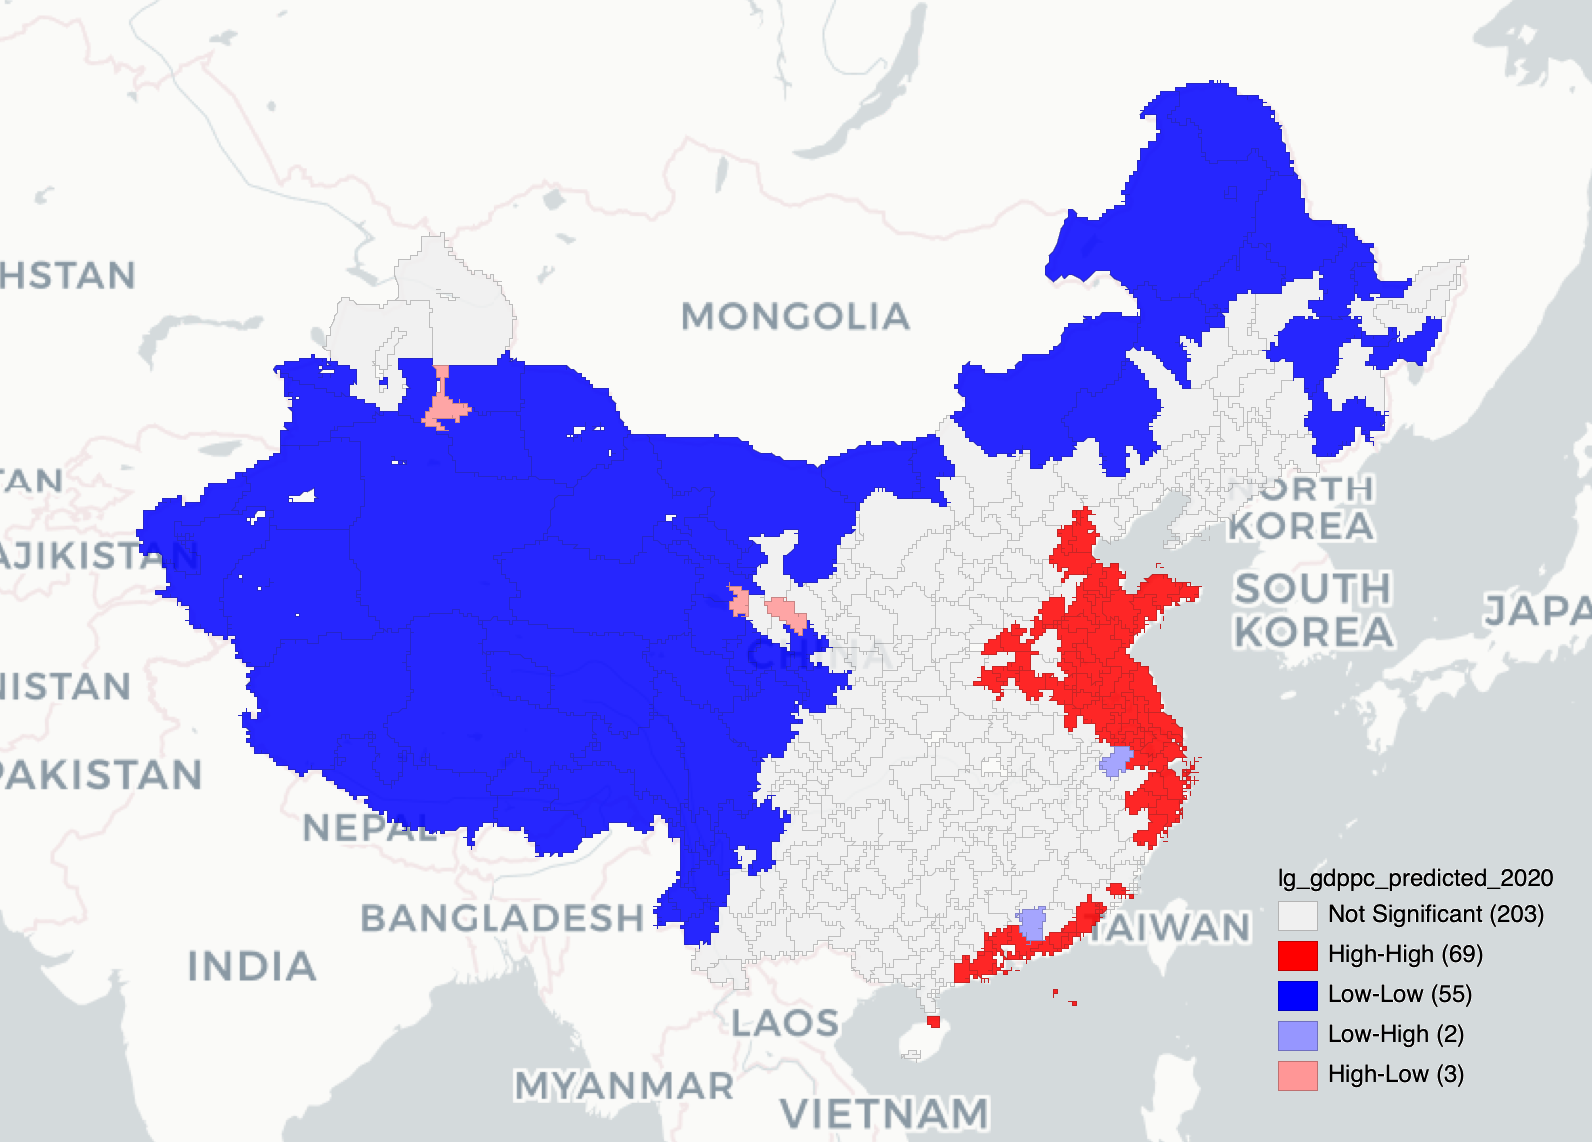 HSTAN
MONGOLIA
TAN
NORTH
KOREA
AJIKISTAN
SOUTH
KOREA
JAPA
CHINA
NISTAN
PAKISTAN
NEPAL
BANGLADESH
TAIWAN
INDIA
LAOS
MYANMAR
VIETNAM
lg_gdppc_predicted_2020
Not Significant (203)
High-High (69)
Low-Low (55)
Low-High (2)
High-Low (3)